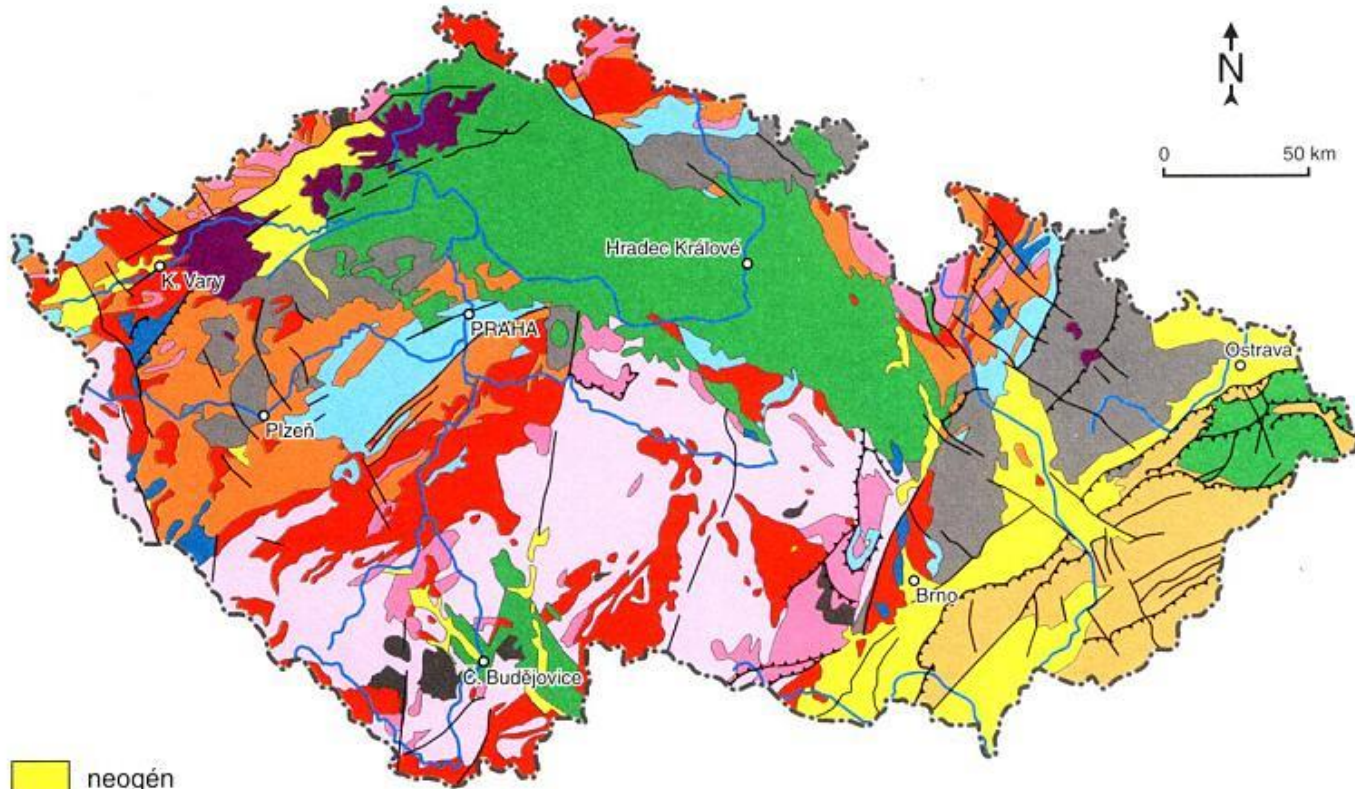 N
0 50 km
Hradec Králové
K. Vary
PRAHA
Ostrava
Plzeň
Brno
Č. Budějovice
neogén